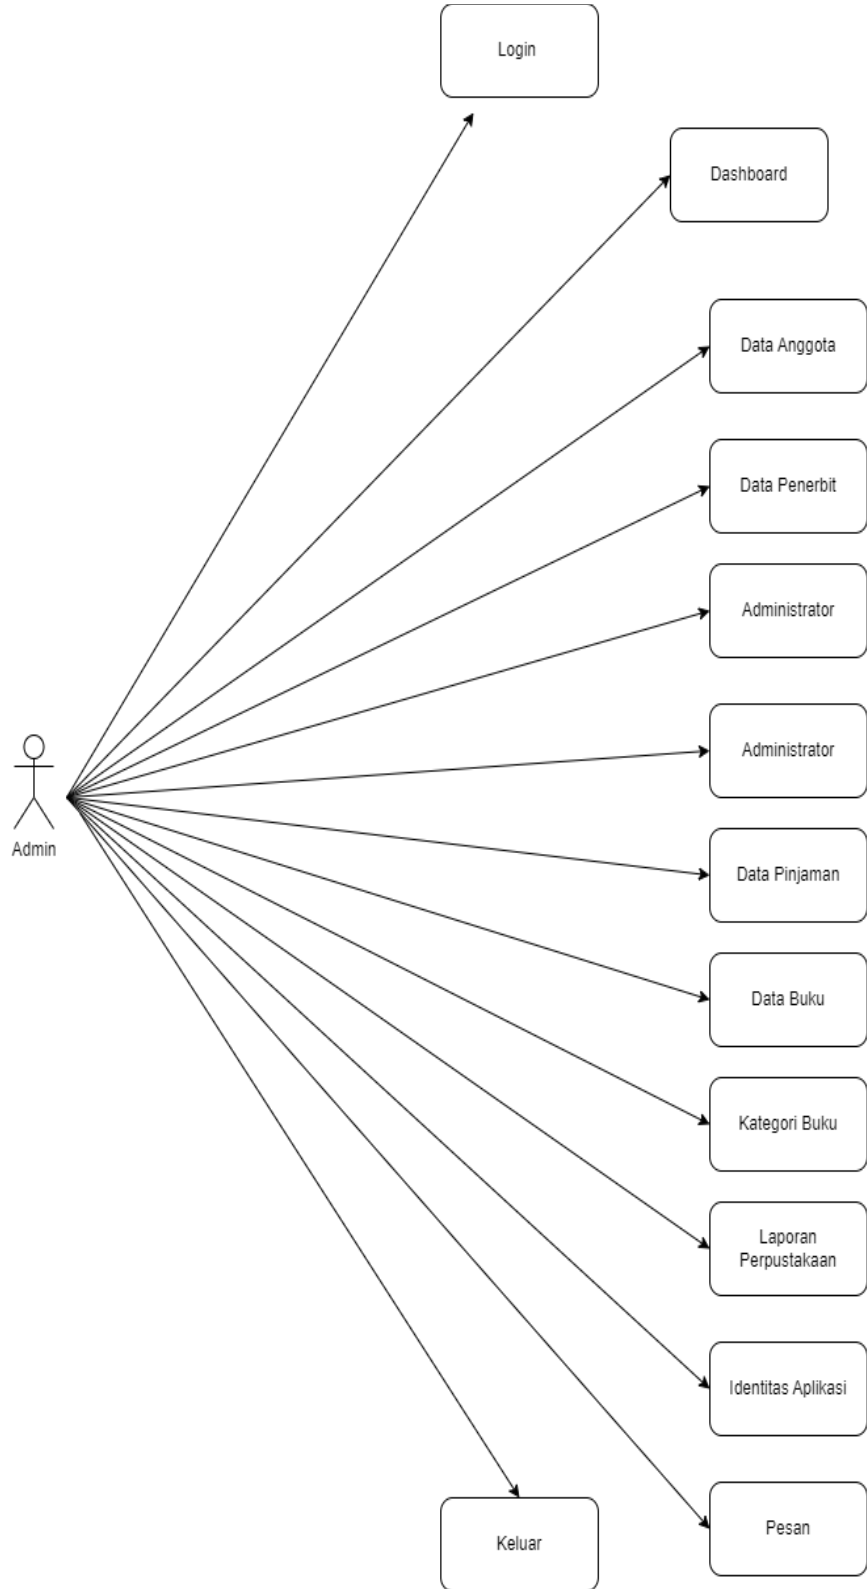 Login
Dashboard
Data Anggota
Data Penerbit
Administrator
Administrator
Admin
Data Pinjaman
Data Buku
Kategori Buku
Laporan
Perpustakaan
Identitas Aplikasi
Pesan
Keluar